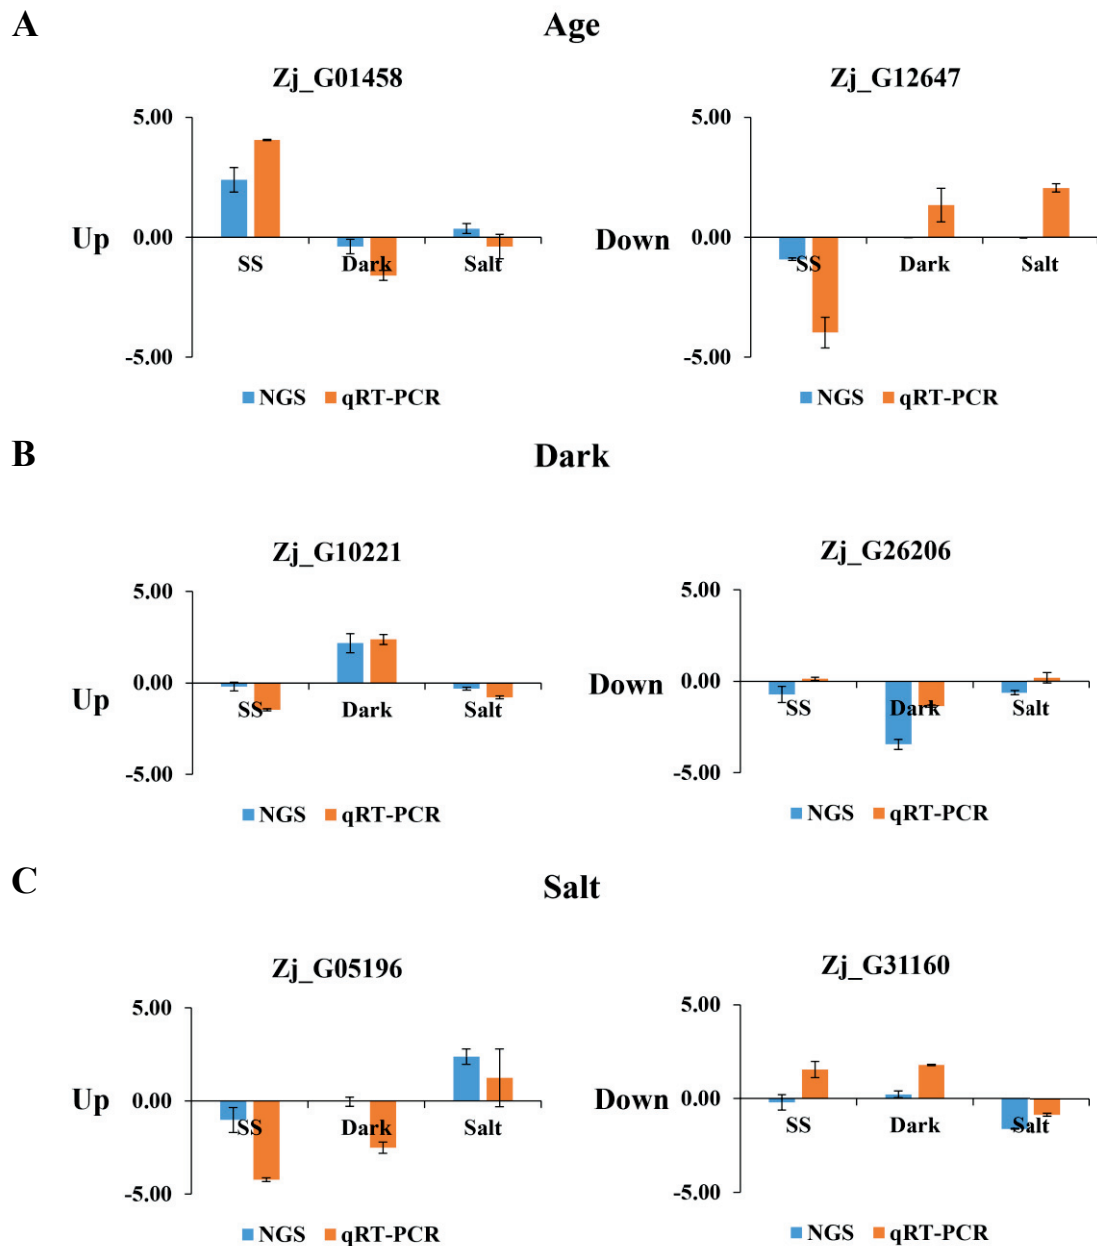 A
Age
Zj_G01458
Zj_G12647
5.00
0.00
-5.00
Up
SS
Dark
Salt
NGS
qRT-PCR
5.00
0.00
-5.00
Down
SS
Dark
Salt
NGS
qRT-PCR
B
Dark
Zj_G10221
Zj_G26206
5.00
0.00
-5.00
Up
SS
Dark
Salt
NGS
qRT-PCR
5.00
0.00
-5.00
Down
SS
Dark
Salt
NGS
qRT-PCR
C
Salt
Zj_G05196
Zj_G31160
5.00
0.00
-5.00
Up
SS
Dark
Salt
NGS
qRT-PCR
5.00
0.00
-5.00
Down
SS
Dark
Salt
NGS
qRT-PCR